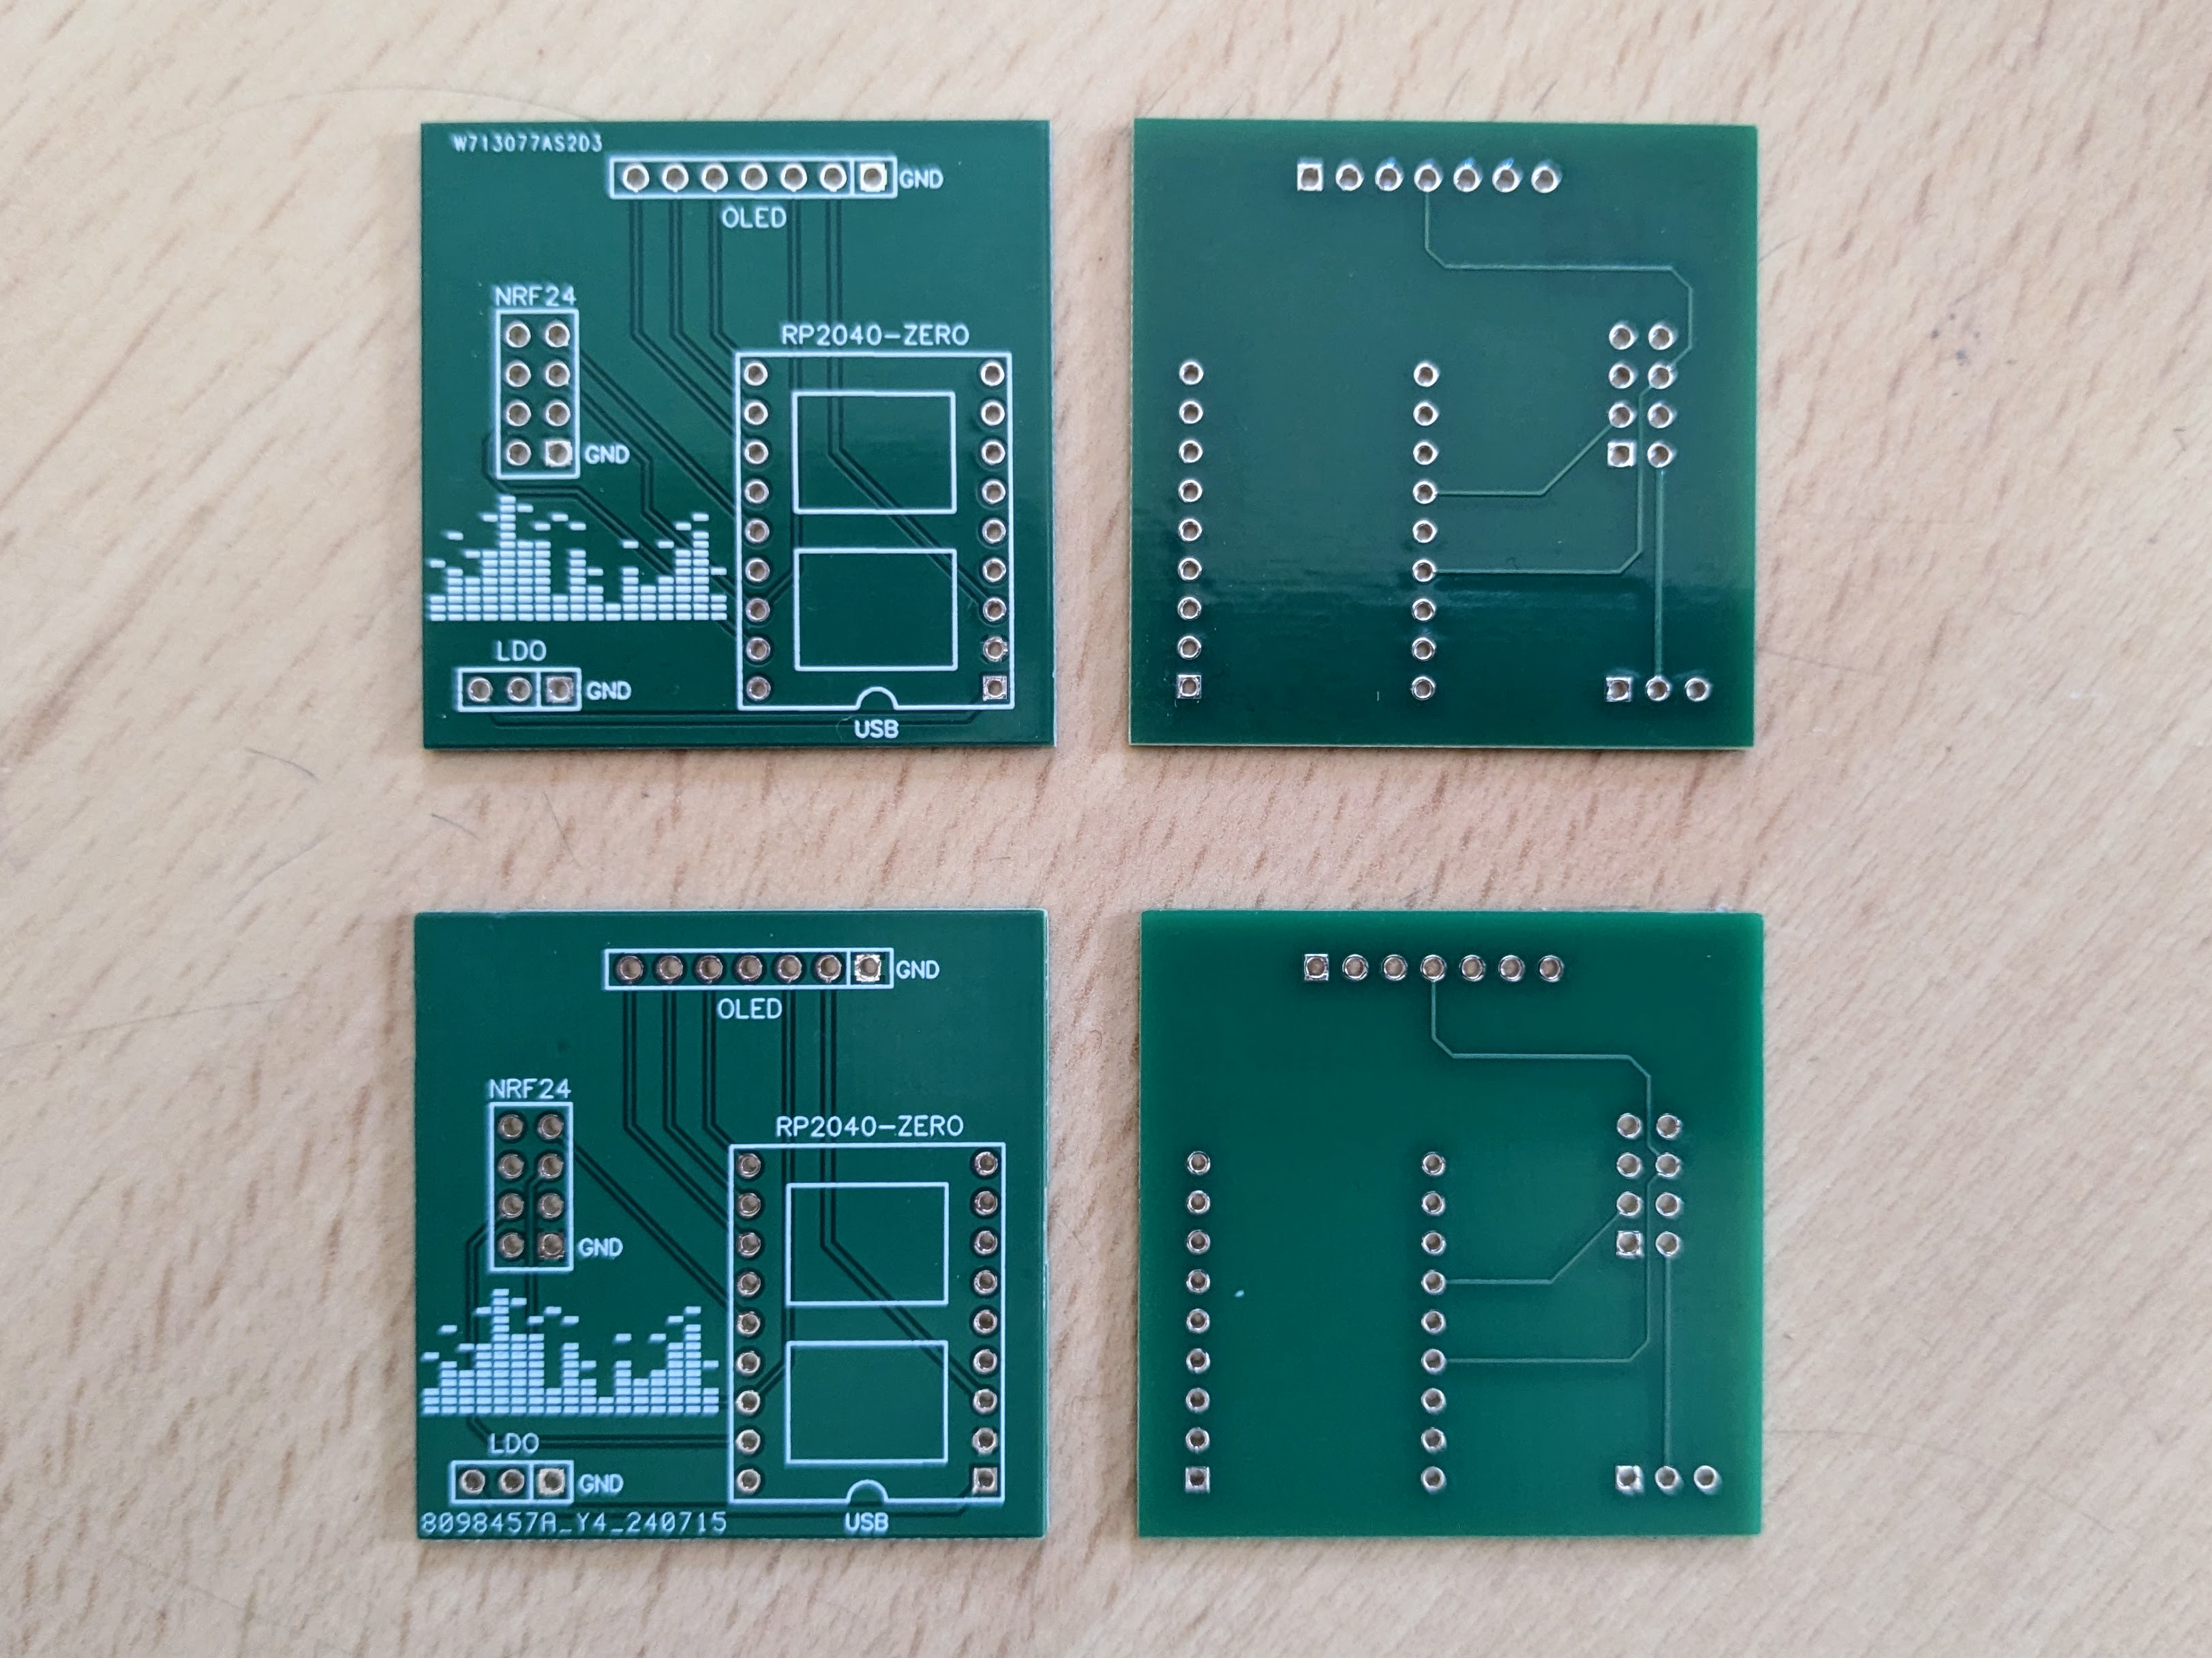 W713077AS2D3
GND
OLED
NRF24
RP2040-ZERO
GND
LDO
GND
USB
GND
OLED
NRF24
RP2040-ZERO
GND
LDO
GND
8098457A_Y4_240715
USB